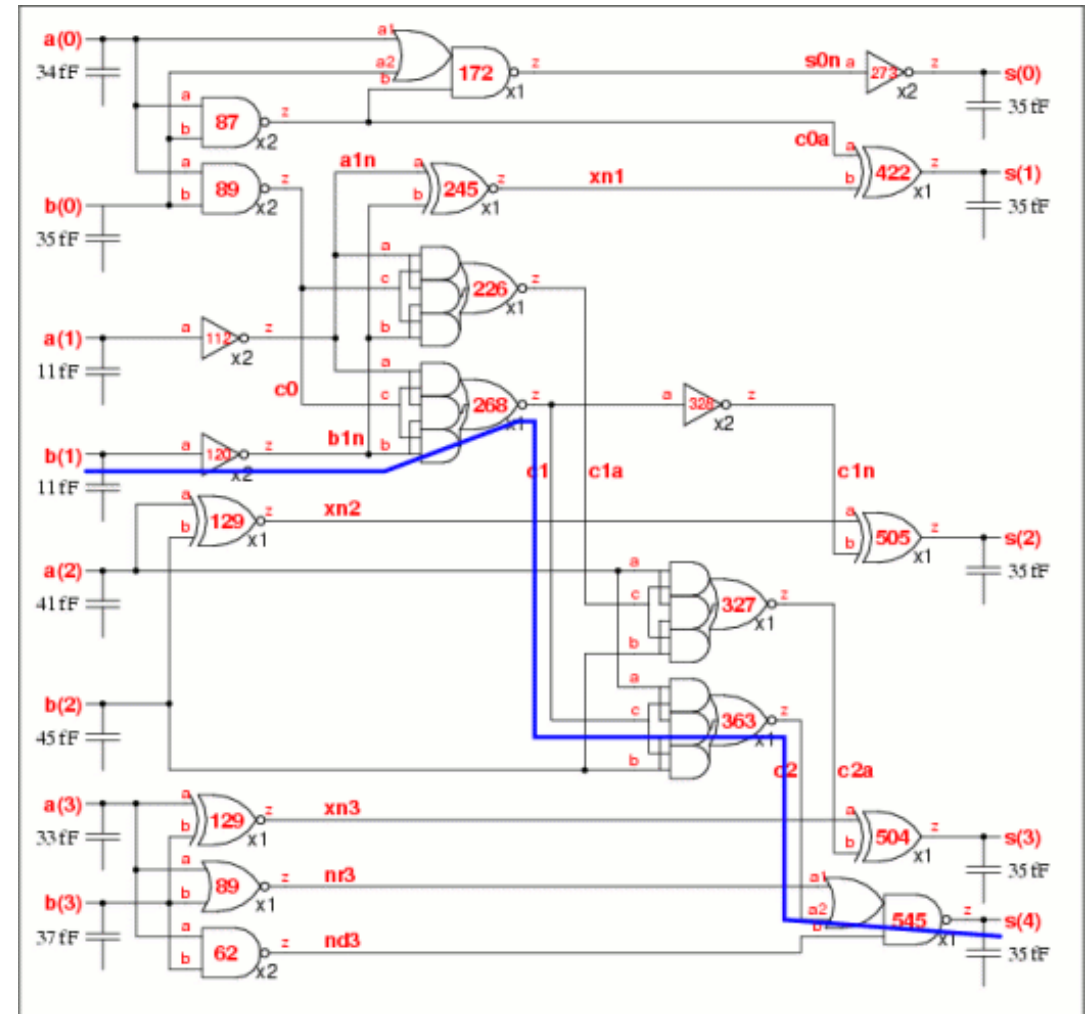 a(0) a1 s0n a 273 z s(0)
34fF a2 b 172 z x1 x2 35fF
a b 87 z x2 c0a a
a b 89 z x2 a1n a b 245 z x1 xn1 b 422 z x1 s(1)
b(0) 35fF
35fF a c b 226 z x1
a(1) a 112 z x2
11fF c0 a c b 268 z x1 a 328 z x2
b(1) a 120 z x2 b1n c1 c1a c1n
11fF a b 129 z x1 xn2 a b 505 z x1 s(2)
a(2) 35fF
41fF a c b 327 z x1
b(2) a c b 363 z x1
45fF c2 c2a
a(3) a b 129 z x1 xn3 a b 504 z x1 s(3)
33fF 35fF
b(3) a b 89 z x1 nr3 a1 a2 b 545 z x1 s(4)
37fF a b 62 z x2 nd3 35fF